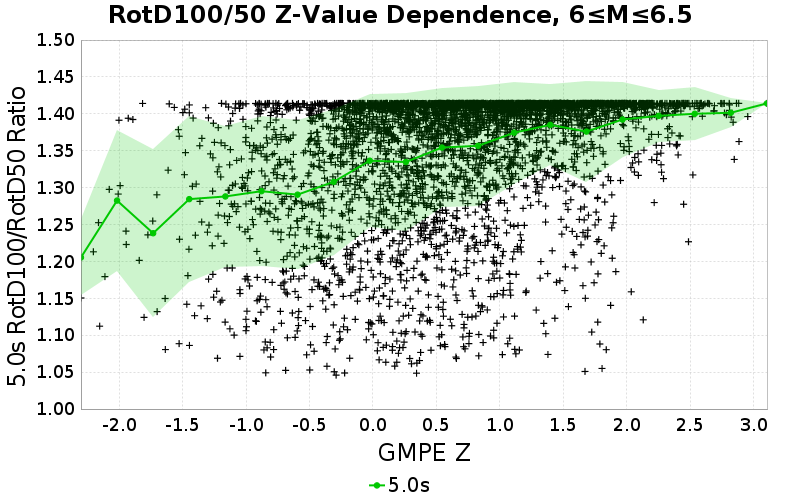 RotD100/50 Z-Value Dependence, 6≤M≤6.5
5.0s RotD100/RotD50 Ratio
1.50
1.45
1.40
1.35
1.30
1.25
1.20
1.15
1.10
1.05
1.00
-2.0 -1.5 -1.0 -0.5 0.0 0.5 1.0 1.5 2.0 2.5 3.0
GMPE Z
5.0s